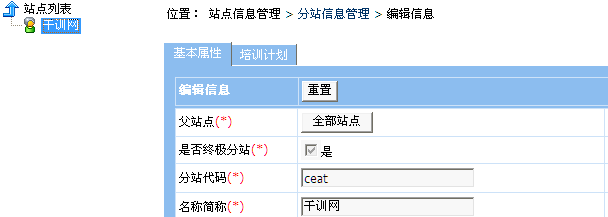 站点列表
干训网
位置： 站点信息管理 > 分站信息管理 > 编辑信息
基本属性 培训计划
编辑信息 重置
父站点(*) 全部站点
是否终极分站(*) 是
分站代码(*) ceat
名称简称(*) 干训网